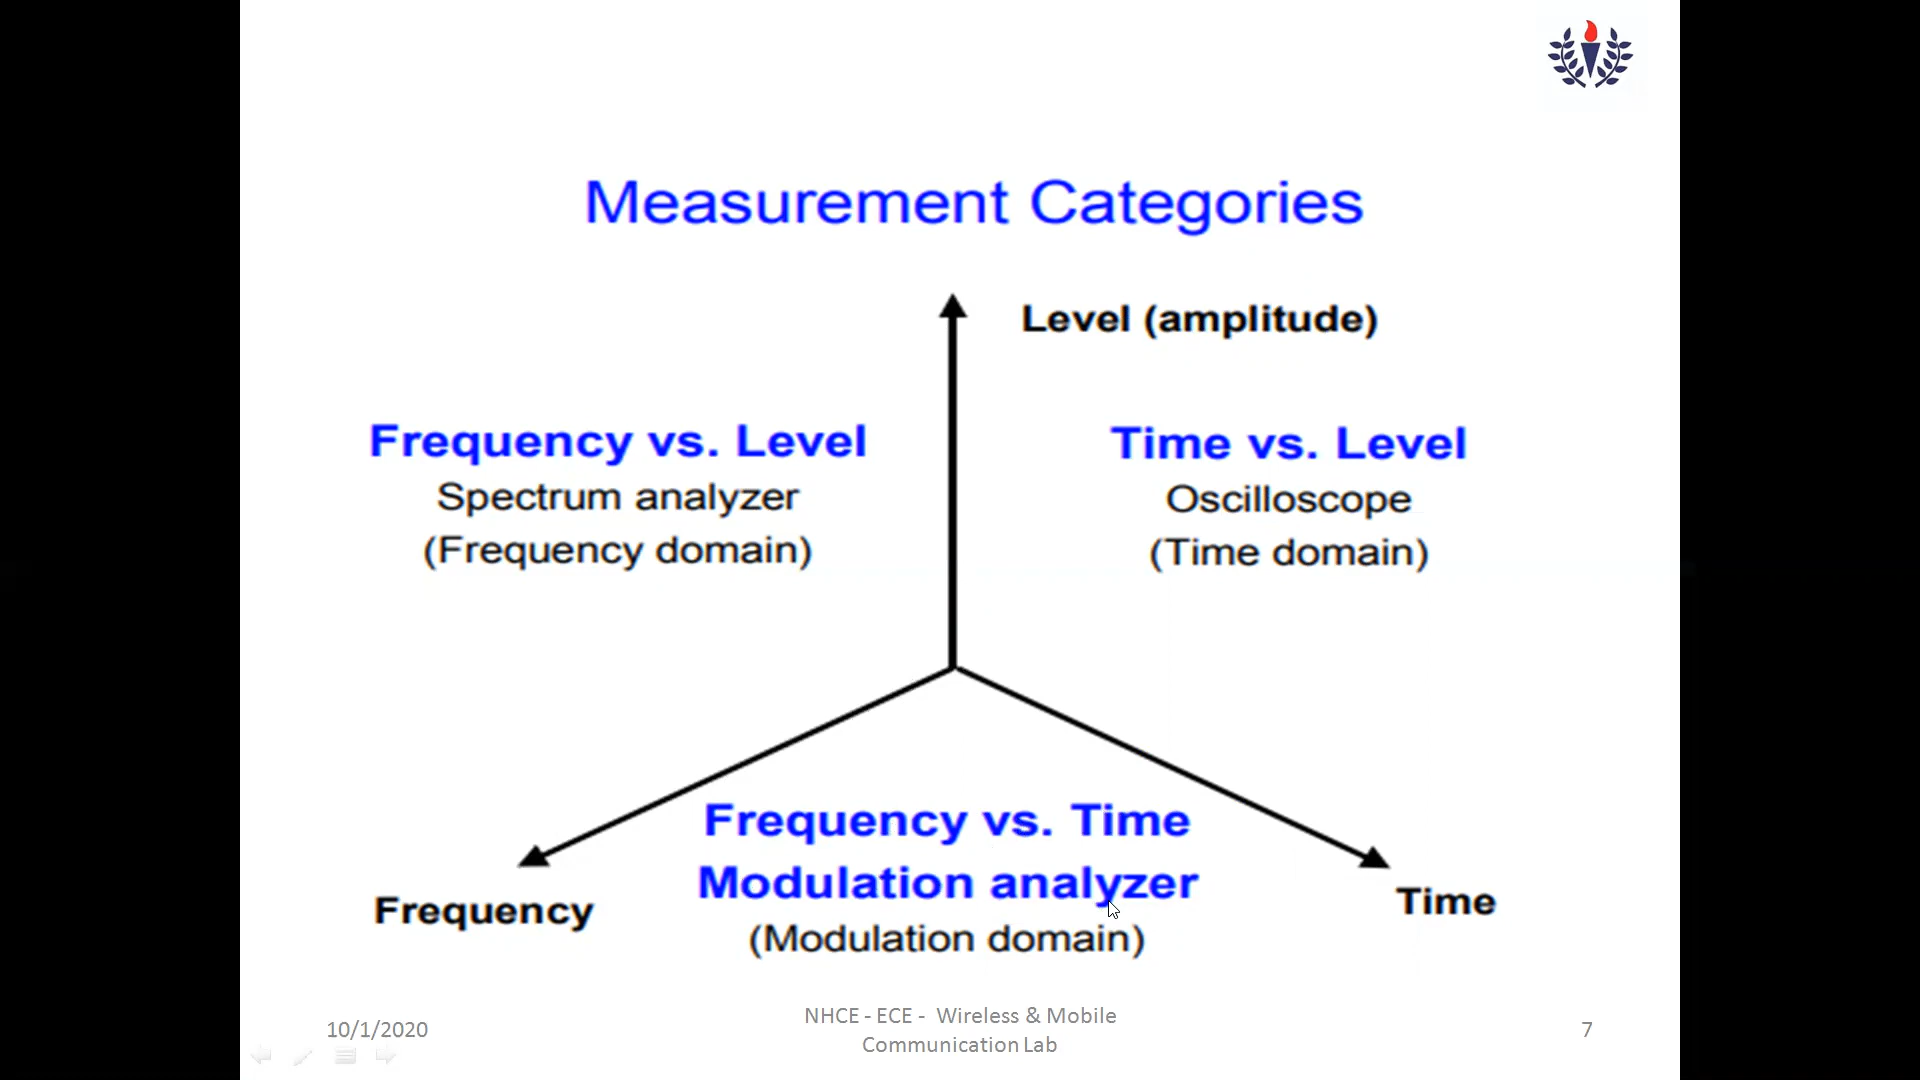 Measurement Categories
Level (amplitude)
Frequency vs. Level
Spectrum analyzer
(Frequency domain)
Time vs. Level
Oscilloscope
(Time domain)
Frequency vs. Time
Modulation analyzer
(Modulation domain)
Frequency
Time
10/1/2020
NHCE - ECE - Wireless & Mobile
Communication Lab
7